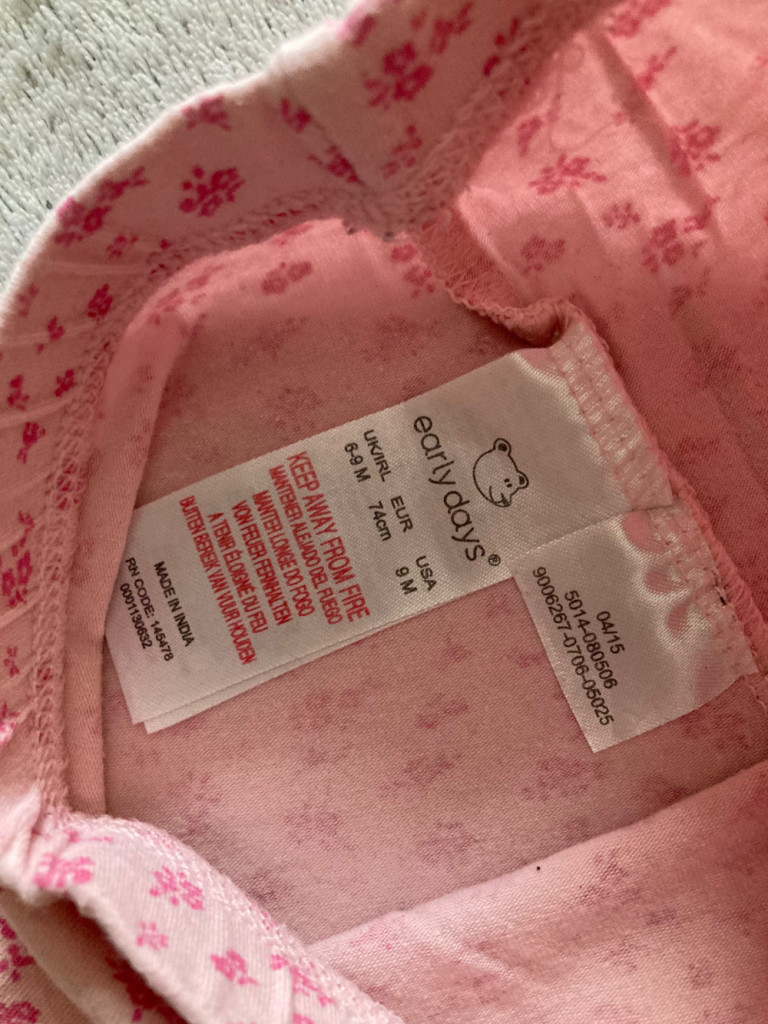 early days®
UK/IRL EUR USA
6-9 M 74cm 9 M
KEEP AWAY FROM FIRE
MANTENER ALEJADO DEL FUEGO
MANTER LONGE DO FOGO
VON FEUER FERNHALTEN
A TENIR ÉLOIGNÉ DU FEU
BUITEN BEREIK VAN VUUR HOUDEN
MADE IN INDIA
RN CODE: 145478
0001130632
04/15
5014-080506
9006267-0706-05025